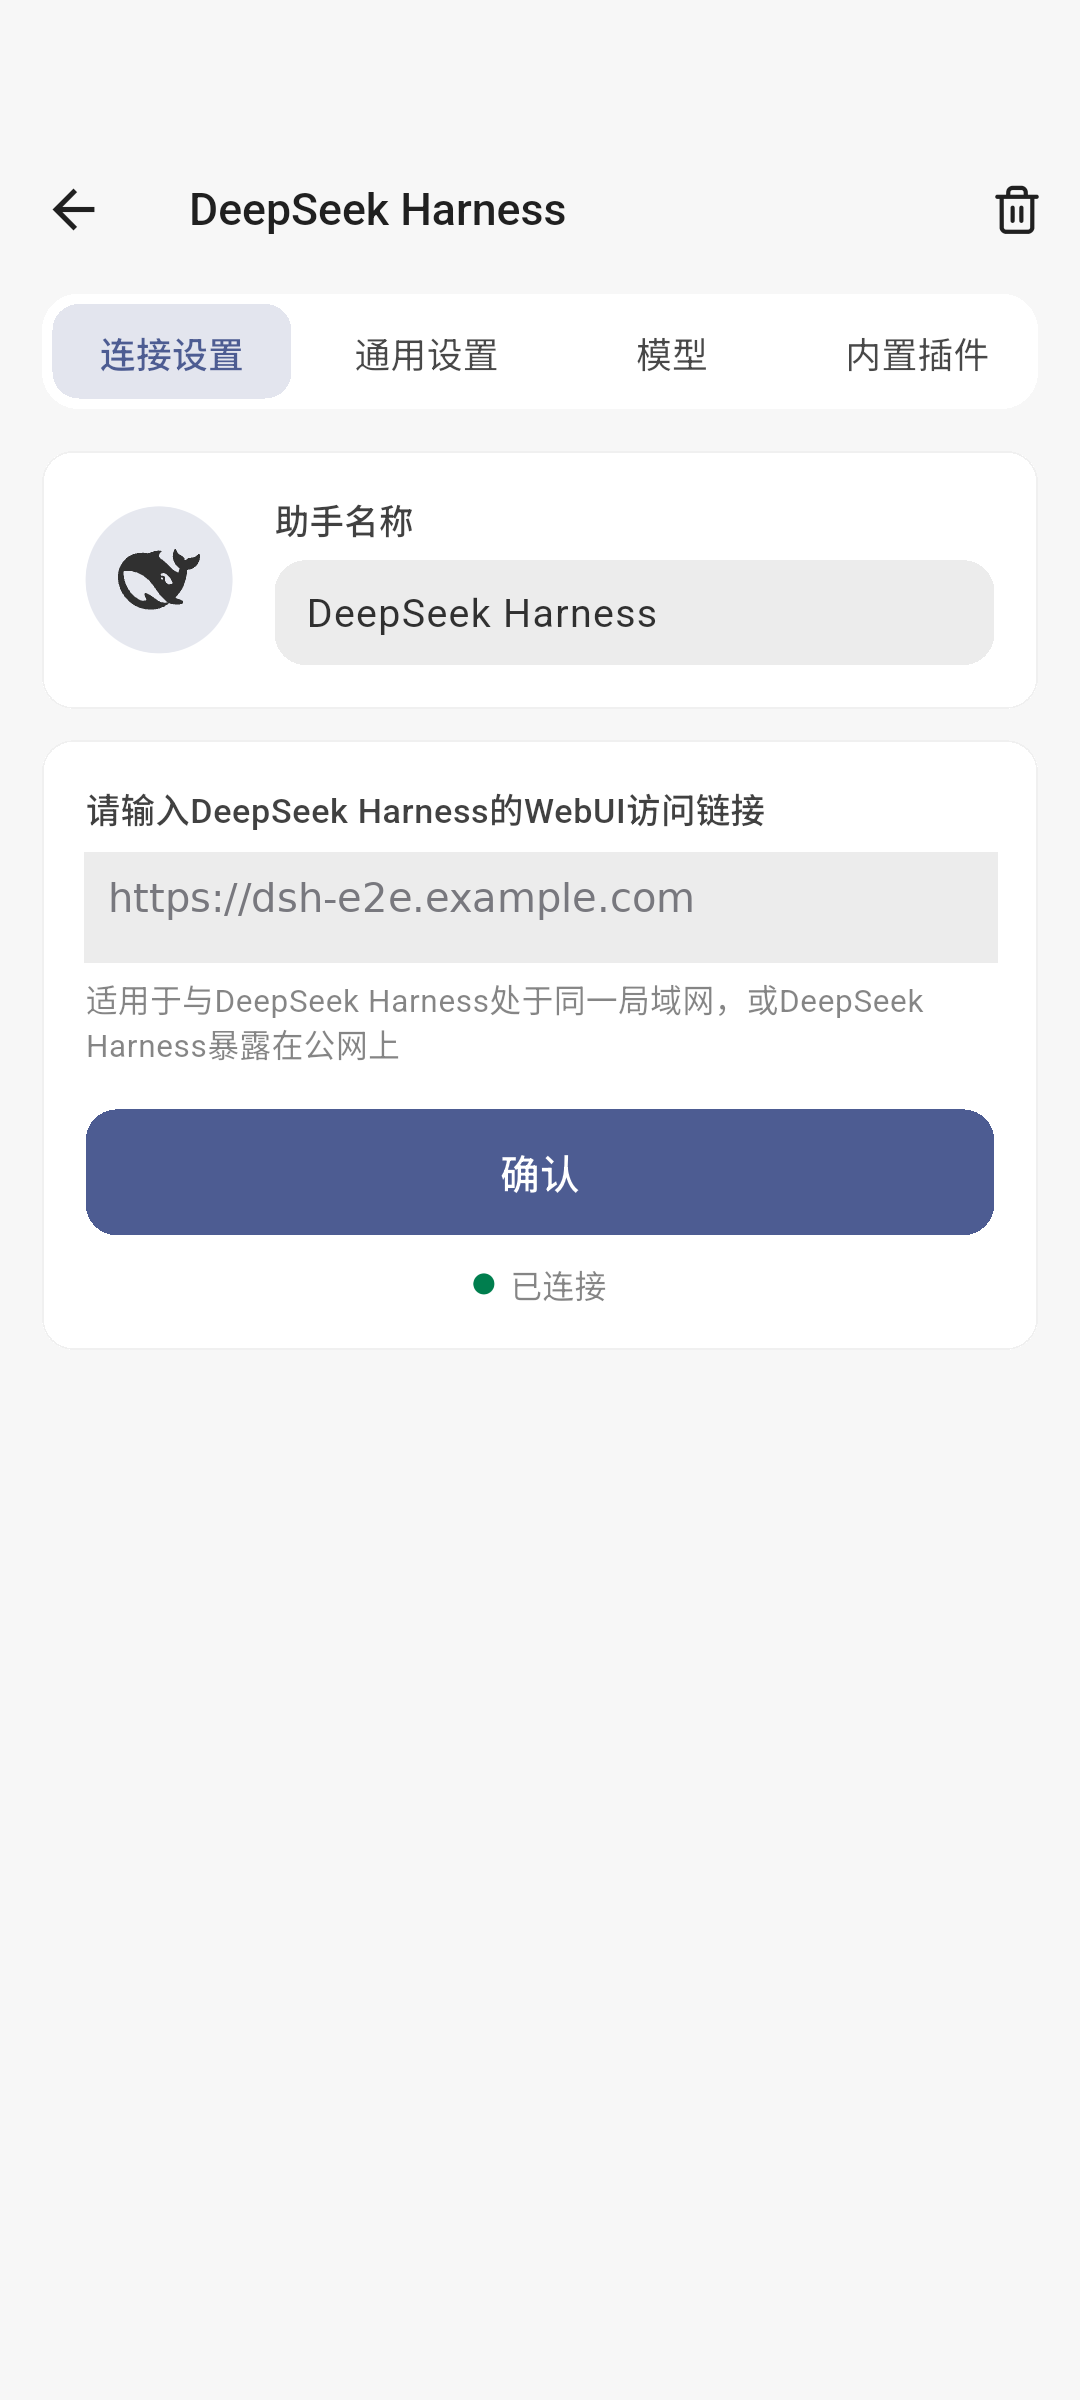 DeepSeek Harness
连接设置 通用设置 模型 内置插件
助手名称
DeepSeek Harness
请输入DeepSeek Harness的WebUI访问链接
https://dsh-e2e.example.com
适用于与DeepSeek Harness处于同一局域网，或DeepSeek
Harness暴露在公网上
确认
已连接